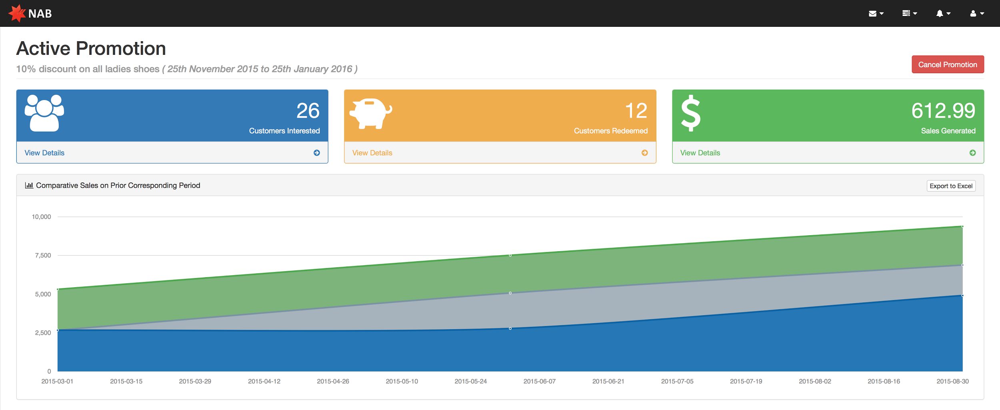 NAB
Active Promotion
10% discount on all ladies shoes ( 25th November 2015 to 25th January 2016 )
Cancel Promotion
26
Customers Interested
View Details
12
Customers Redeemed
View Details
612.99
Sales Generated
View Details
Comparative Sales on Prior Corresponding Period
Export to Excel
10,000
7,500
5,000
2,500
0
2015-03-01 2015-03-15 2015-03-29 2015-04-12 2015-04-26 2015-05-10 2015-05-24 2015-06-07 2015-06-21 2015-07-05 2015-07-19 2015-08-02 2015-08-16 2015-08-30